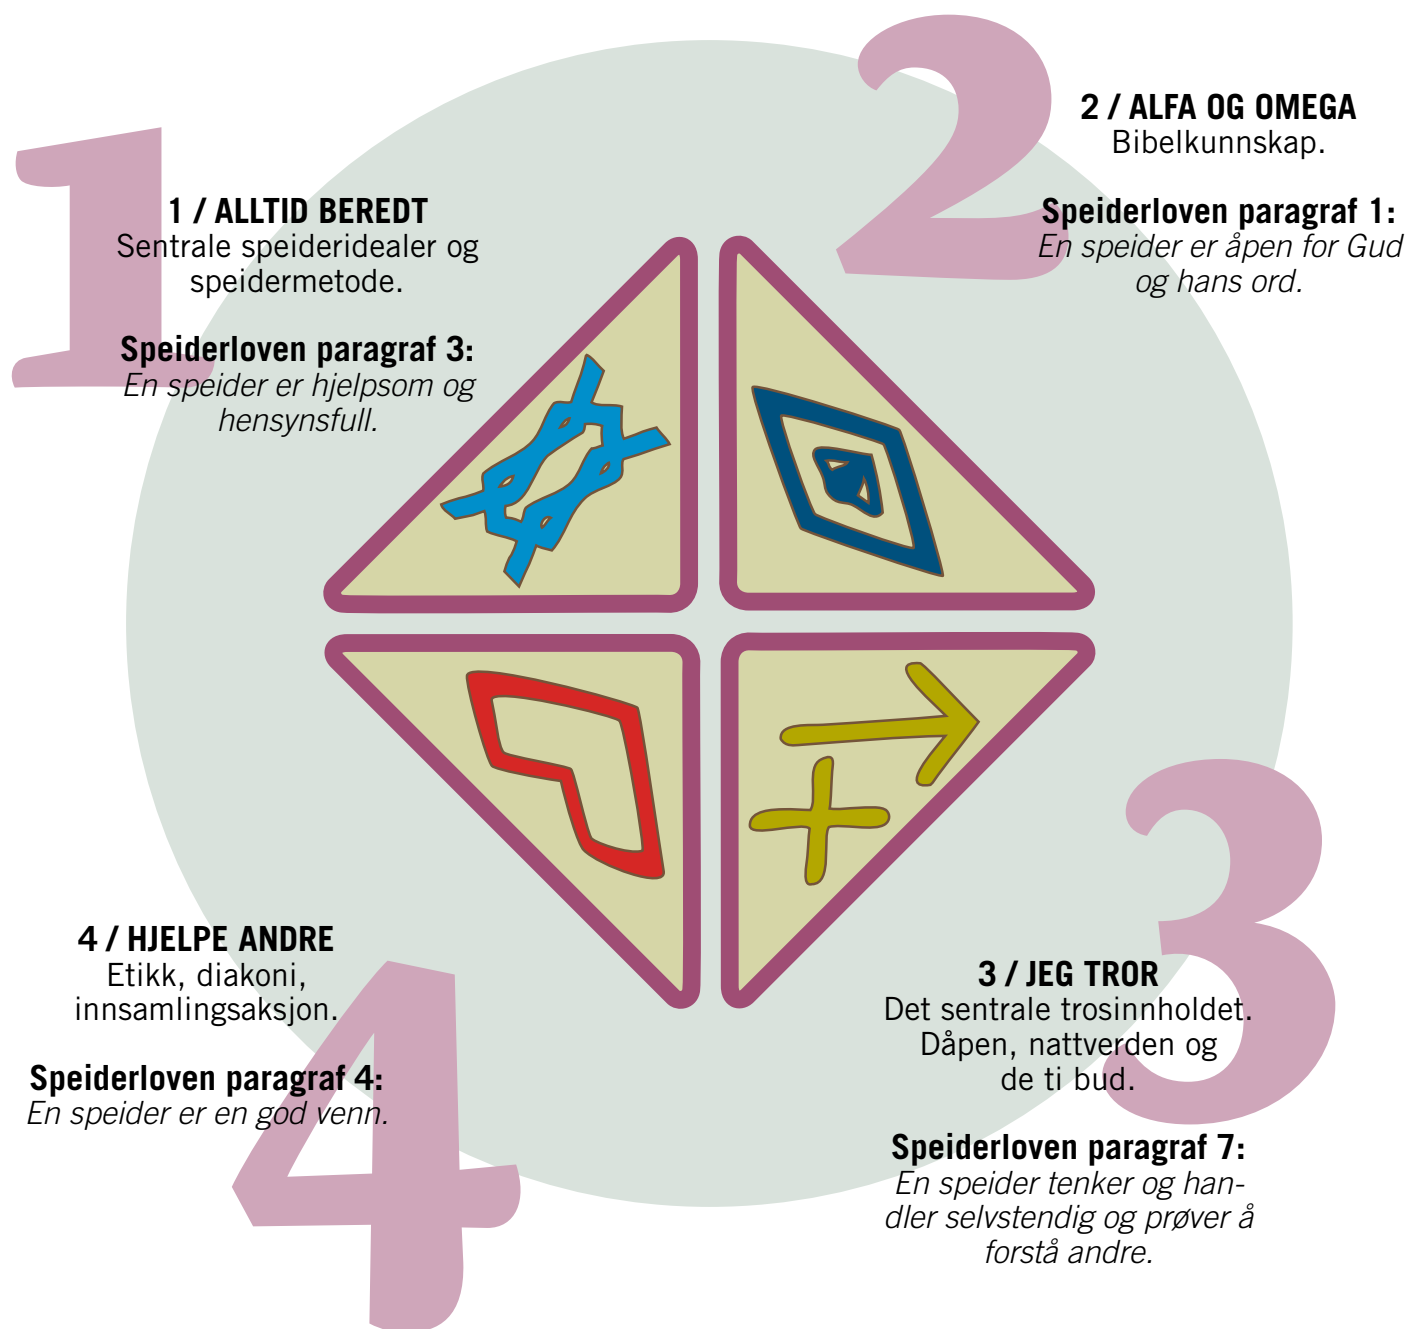 1
1 / ALLTID BEREDT
Sentrale speideridealer og
speidermetode.
Speiderloven paragraf 3:
En speider er hjelpsom og
hensynsfull.
2
2 / ALFA OG OMEGA
Bibelkunnskap.
Speiderloven paragraf 1:
En speider er åpen for Gud
og hans ord.
3
3 / JEG TROR
Det sentrale trosinnholdet.
Dåpen, nattverden og
de ti bud.
Speiderloven paragraf 7:
En speider tenker og han-
dler selvstendig og prøver å
forstå andre.
4
4 / HJELPE ANDRE
Etikk, diakoni,
innsamlingsaksjon.
Speiderloven paragraf 4:
En speider er en god venn.